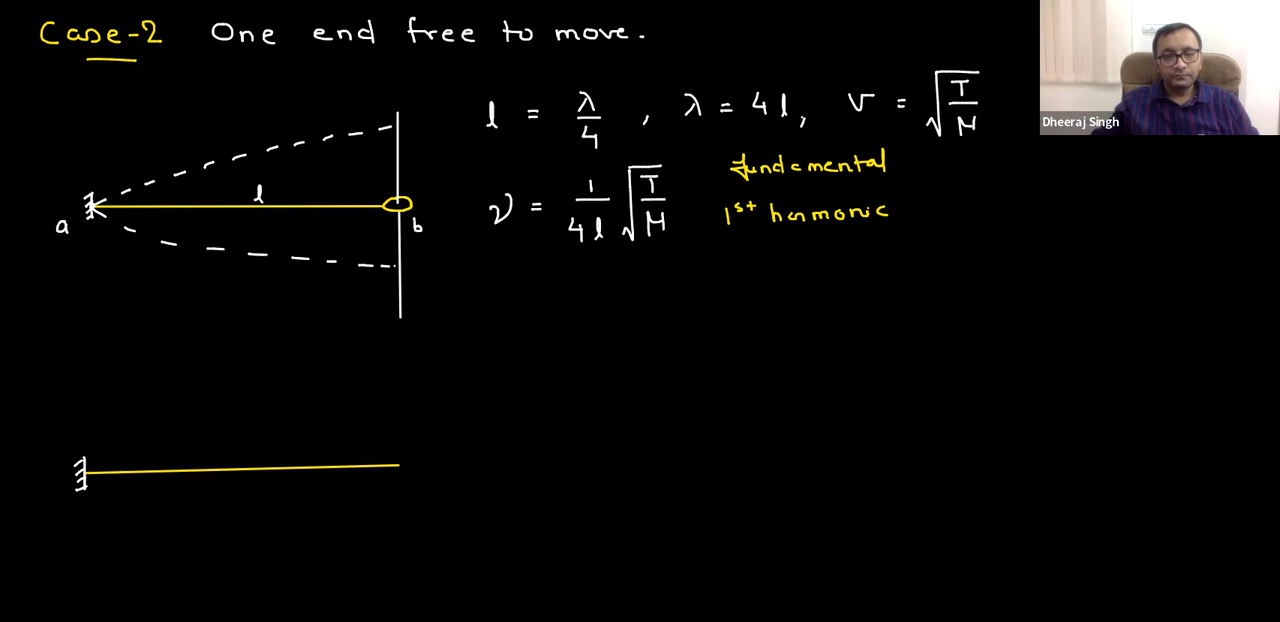 Case-2 One end free to move.
l = λ/4 , λ = 4l, v = √(T/μ)
Dheeraj Singh
fundamental
ν = 1/4l √(T/μ)
1st harmonic
l
a
b